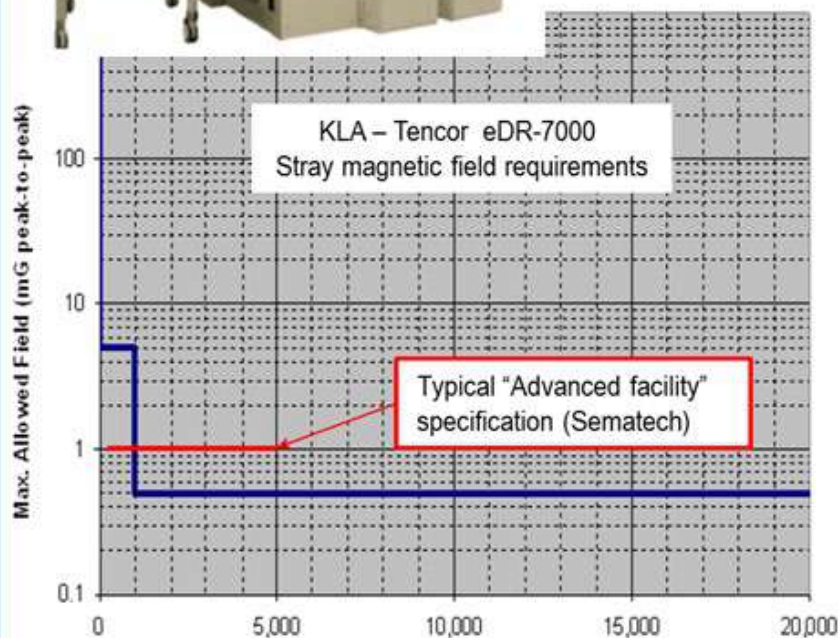 KLA – Tencor eDR-7000
Stray magnetic field requirements
Max. Allowed Field (mG peak-to-peak)
100
10
Typical “Advanced facility”
specification (Sematech)
1
0.1
0
5,000
10,000
15,000
20,000